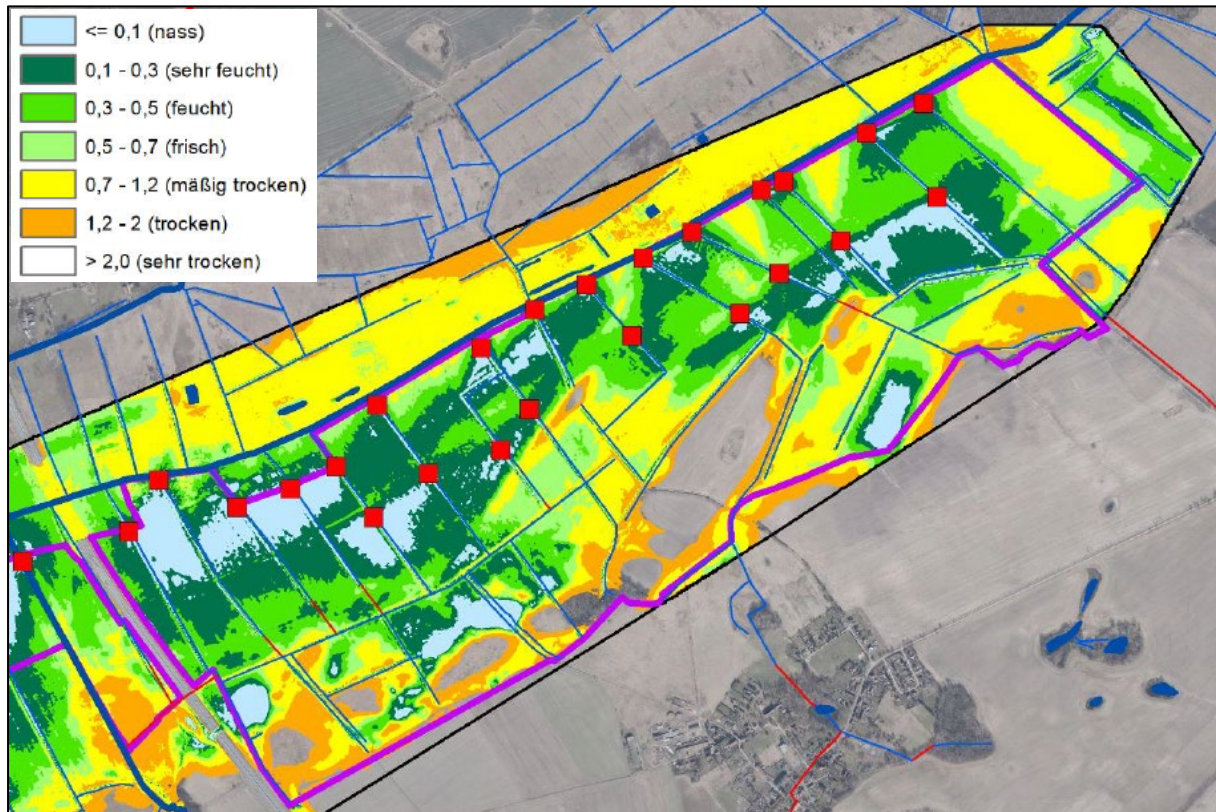 <= 0,1 (nass)
0,1 - 0,3 (sehr feucht)
0,3 - 0,5 (feucht)
0,5 - 0,7 (frisch)
0,7 - 1,2 (mäßig trocken)
1,2 - 2 (trocken)
> 2,0 (sehr trocken)